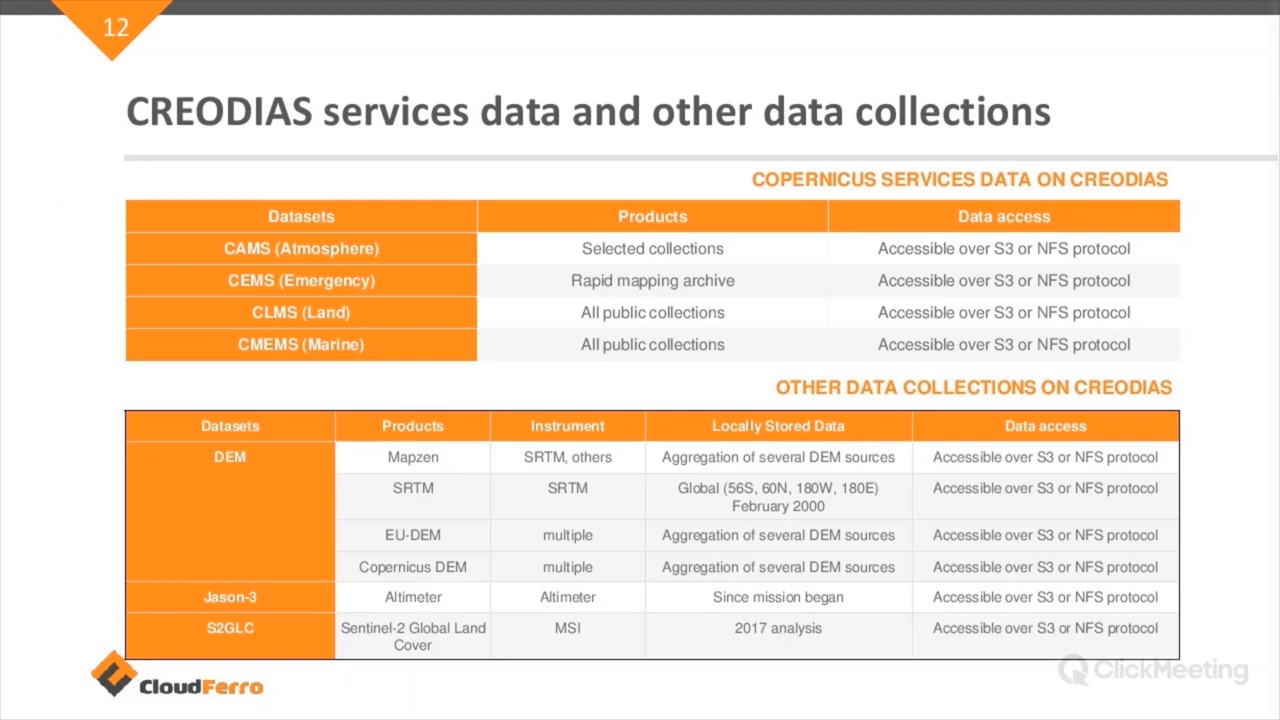 12
CREODIAS services data and other data collections
COPERNICUS SERVICES DATA ON CREODIAS
Datasets Products Data access
CAMS (Atmosphere) Selected collections Accessible over S3 or NFS protocol
CEMS (Emergency) Rapid mapping archive Accessible over S3 or NFS protocol
CLMS (Land) All public collections Accessible over S3 or NFS protocol
CMEMS (Marine) All public collections Accessible over S3 or NFS protocol
OTHER DATA COLLECTIONS ON CREODIAS
Datasets Products Instrument Locally Stored Data Data access
DEM Mapzen SRTM, others Aggregation of several DEM sources Accessible over S3 or NFS protocol
SRTM SRTM Global (56S, 60N, 180W, 180E) Accessible over S3 or NFS protocol
February 2000
EU-DEM multiple Aggregation of several DEM sources Accessible over S3 or NFS protocol
Copernicus DEM multiple Aggregation of several DEM sources Accessible over S3 or NFS protocol
Jason-3 Altimeter Altimeter Since mission began Accessible over S3 or NFS protocol
S2GLC Sentinel-2 Global Land MSI 2017 analysis Accessible over S3 or NFS protocol
Cover
CloudFerro
ClickMeeting